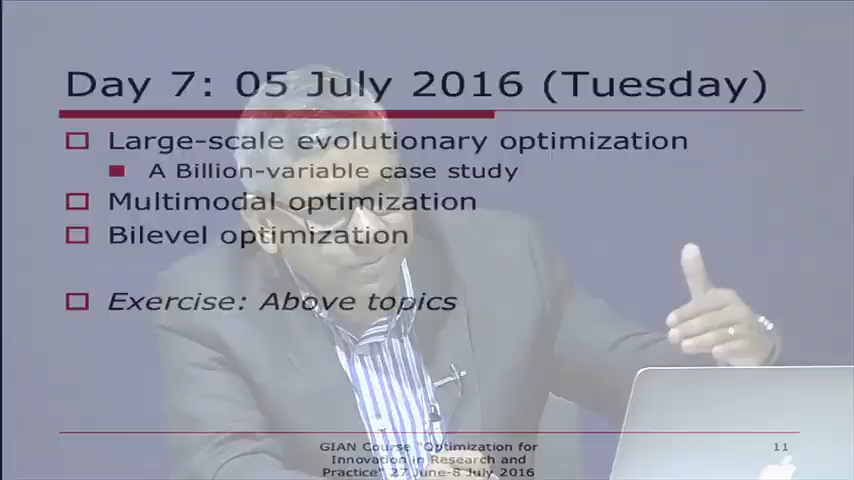 Day 7: 05 July 2016 (Tuesday)
Large-scale evolutionary optimization
A Billion-variable case study
Multimodal optimization
Bilevel optimization
Exercise: Above topics
GIAN Course "Optimization for
Innovation in Research and
Practice" 27 June-8 July 2016
11